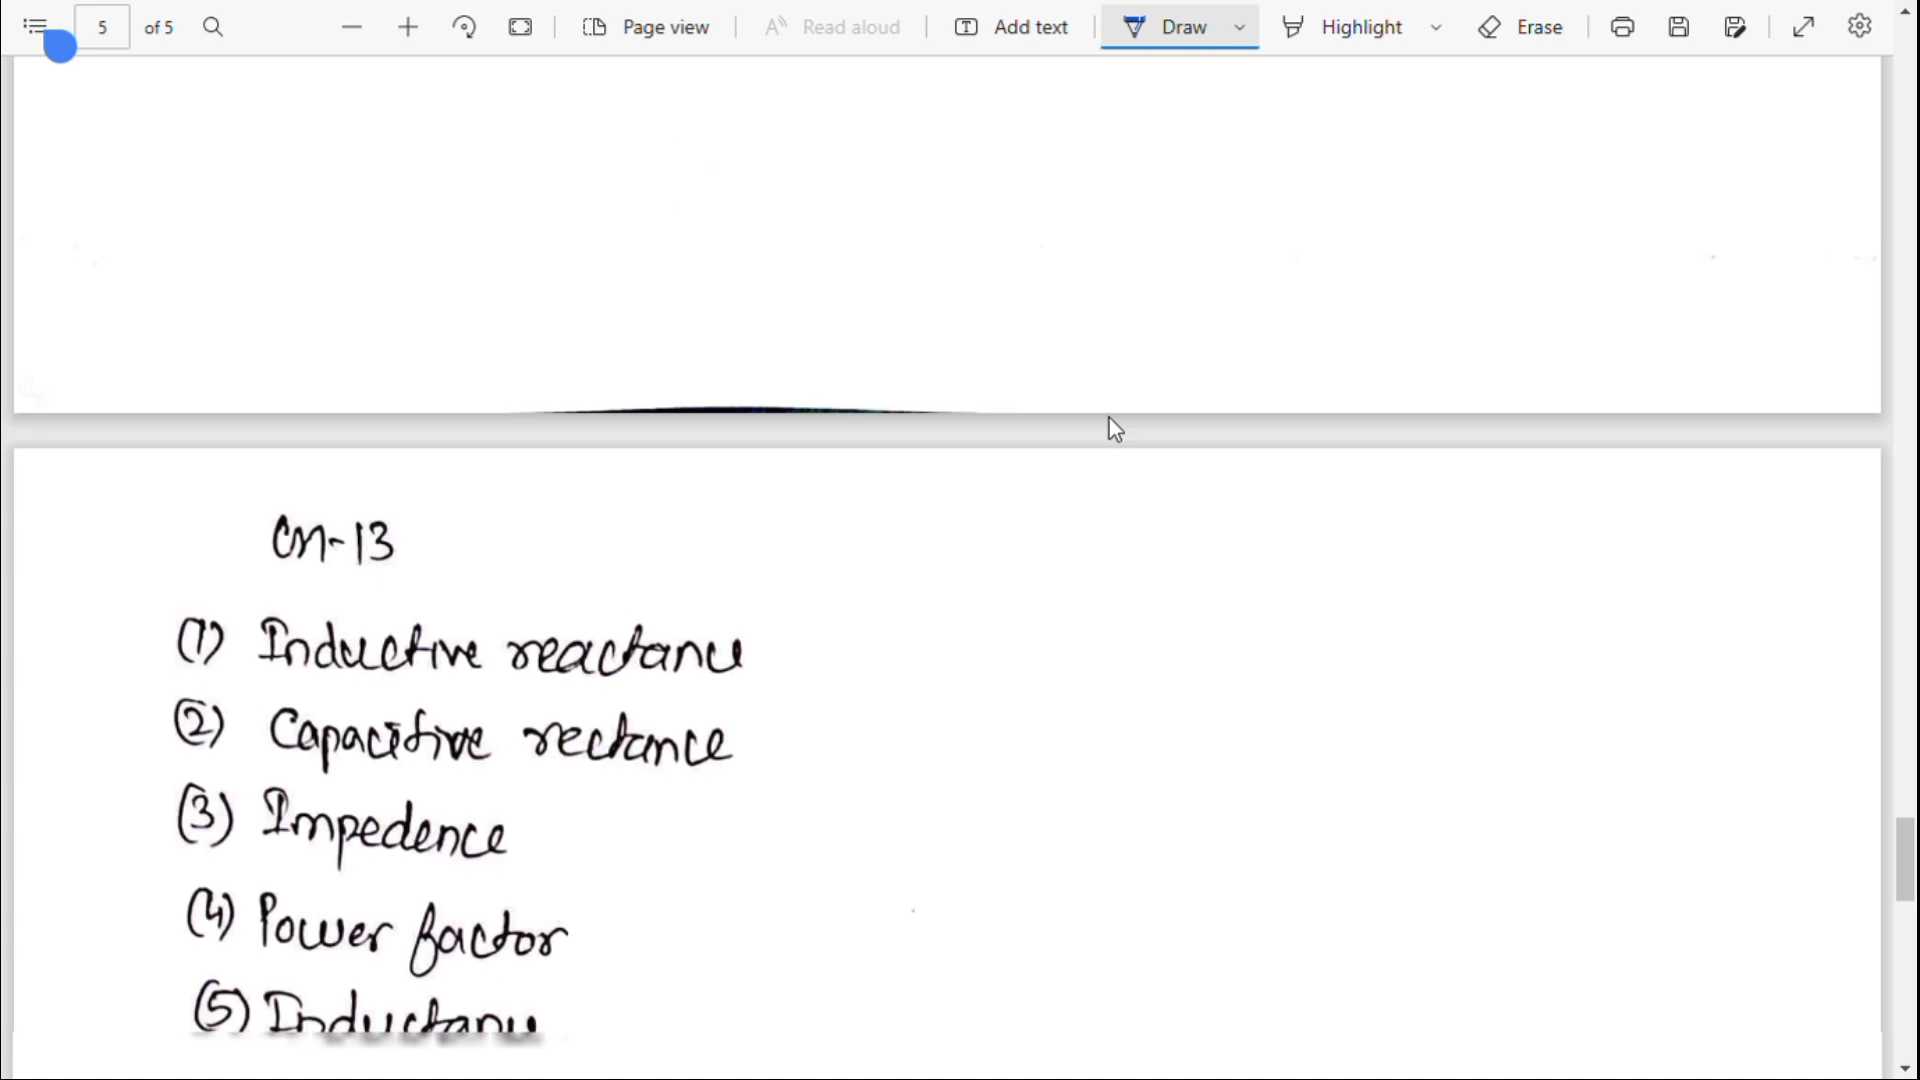 5 of 5 Page view Read aloud Add text Draw Highlight Erase
CH-13
(1) Inductive reactance
(2) Capacitive rectance
(3) Impedence
(4) Power factor
(5) Inductance